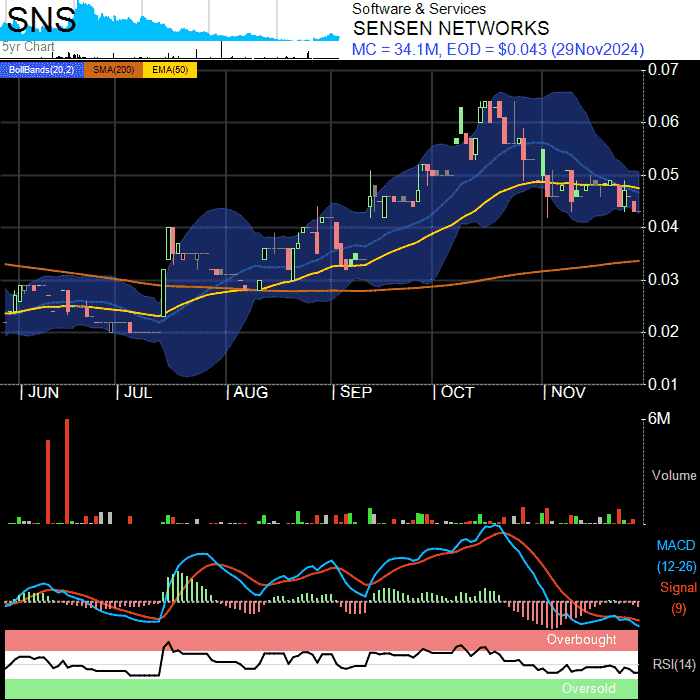 SNS
5yr Chart
Software & Services
SENSEN NETWORKS
MC = 34.1M, EOD = $0.043 (29Nov2024)
BollBands(20,2) SMA(200) EMA(50)
0.07
0.06
0.05
0.04
0.03
0.02
0.01
JUN JUL AUG SEP OCT NOV
6M
Volume
MACD
(12-26)
Signal
(9)
Overbought
RSI(14)
Oversold